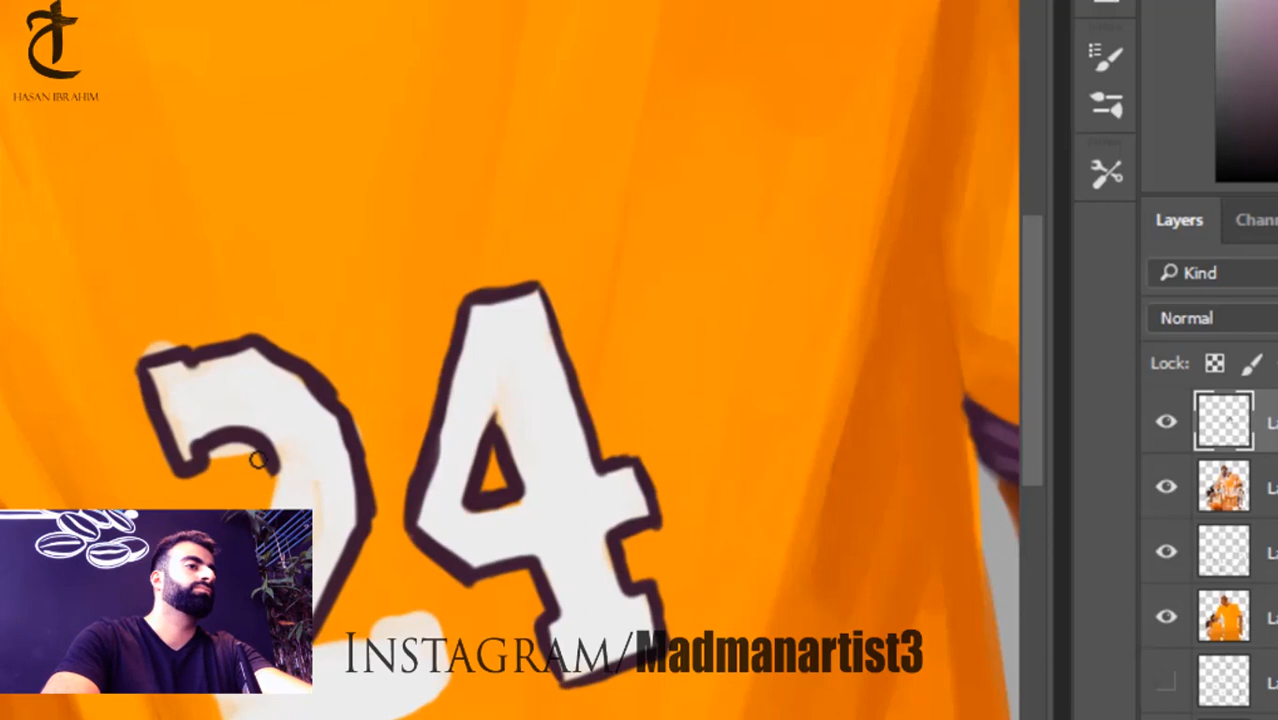 HASAN IBRAHIM
Layers Chann
Kind
Normal
Lock:
24
INSTAGRAM/Madmanartist3